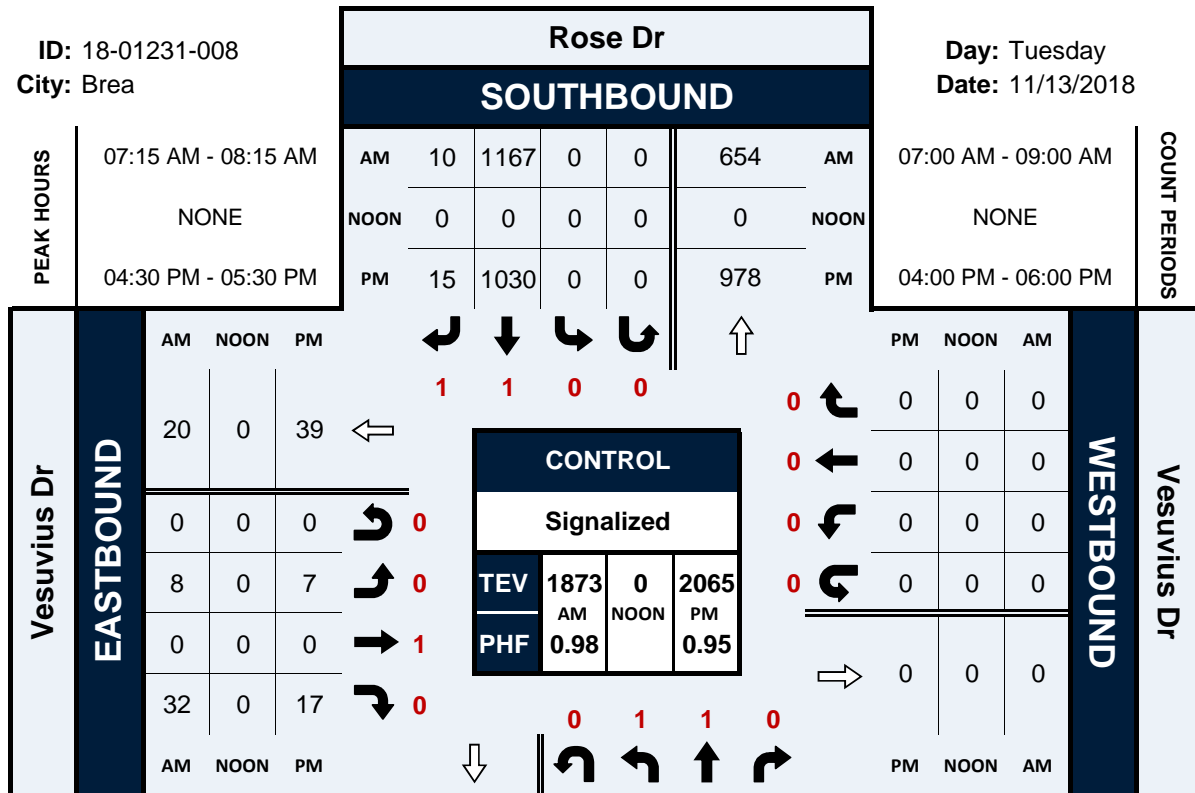 ID: 18-01231-008
City: Brea
Rose Dr
SOUTHBOUND
Day: Tuesday
Date: 11/13/2018
PEAK HOURS
07:15 AM - 08:15 AM
NONE
04:30 PM - 05:30 PM
AM 10 1167 0 0 654 AM
NOON 0 0 0 0 0 NOON
PM 15 1030 0 0 978 PM
07:00 AM - 09:00 AM
NONE
04:00 PM - 06:00 PM
COUNT PERIODS
1 1 0 0
Vesuvius Dr
EASTBOUND
AM NOON PM
20 0 39
0 0 0 0
8 0 7 0
0 0 0 1
32 0 17 0
AM NOON PM
CONTROL
Signalized
TEV 1873 0 2065
AM NOON PM
PHF 0.98 0.95
PM NOON AM
0 0 0 0
0 0 0 0
0 0 0 0
0 0 0 0
0 0 0
PM NOON AM
WESTBOUND
Vesuvius Dr
0 1 1 0